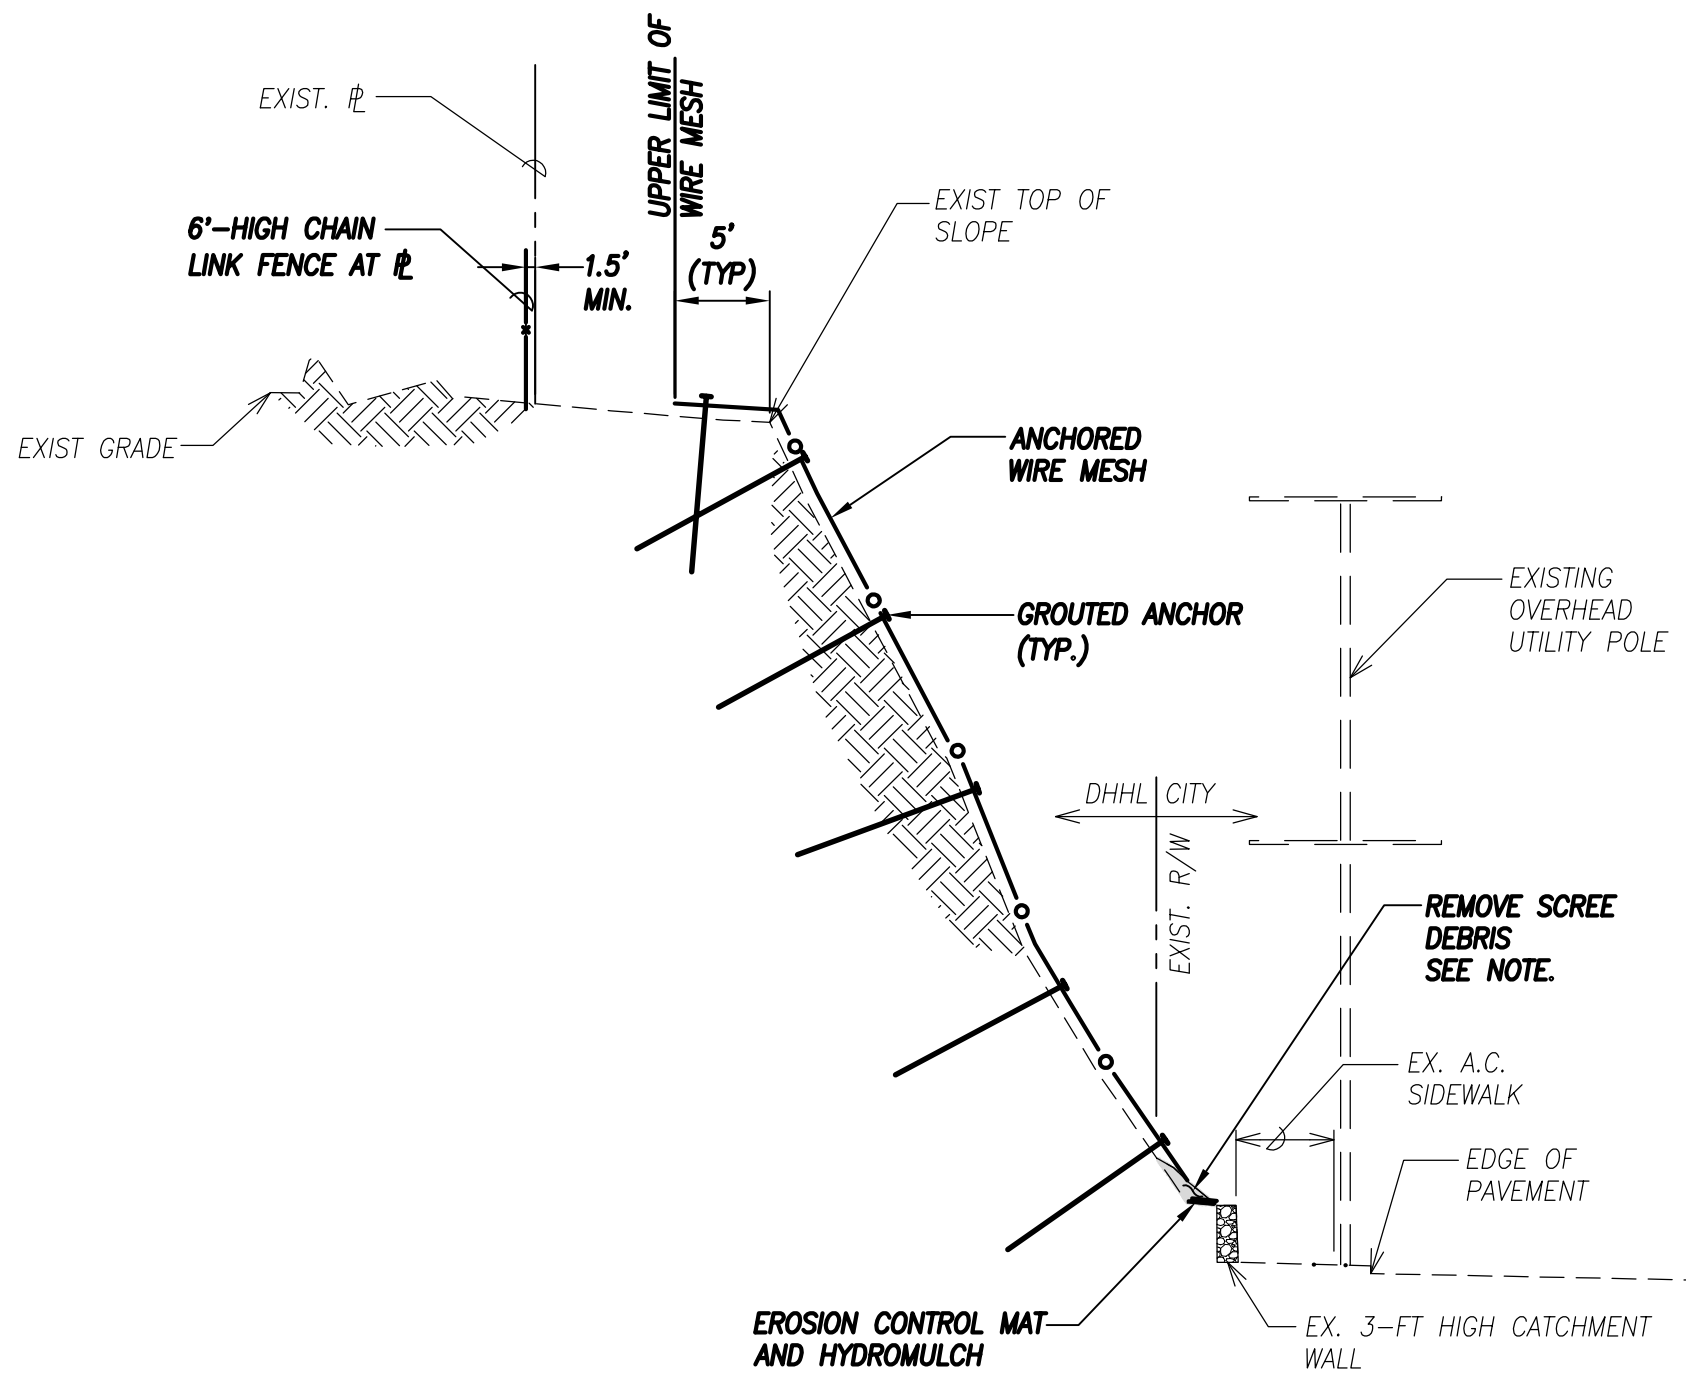 UPPER LIMIT OF
WIRE MESH
EXIST. ⅊
6'-HIGH CHAIN
LINK FENCE AT ⅊
1.5'
MIN.
5'
(TYP)
EXIST TOP OF
SLOPE
EXIST GRADE
ANCHORED
WIRE MESH
GROUTED ANCHOR
(TYP.)
EXISTING
OVERHEAD
UTILITY POLE
DHHL CITY
EXIST. R/W
REMOVE SCREE
DEBRIS
SEE NOTE.
EX. A.C.
SIDEWALK
EDGE OF
PAVEMENT
EROSION CONTROL MAT
AND HYDROMULCH
EX. 3-FT HIGH CATCHMENT
WALL